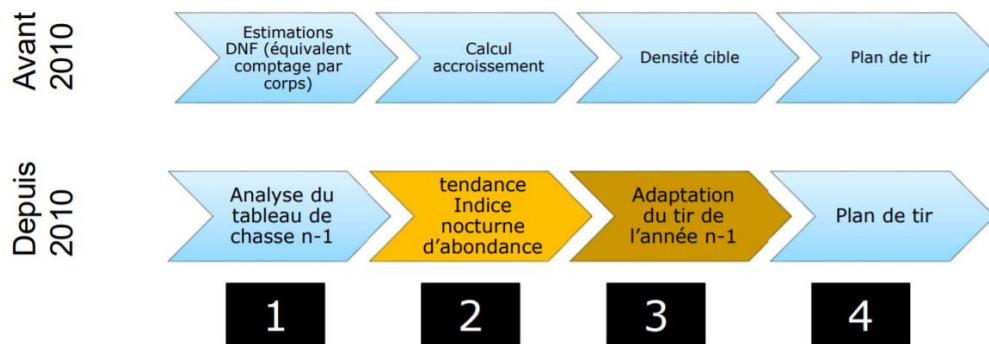 Avant
2010
Estimations
DNF (équivalent
comptage par
corps)
Calcul
accroissement
Densité cible
Plan de tir
Depuis
2010
Analyse du
tableau de
chasse n-1
tendance
Indice
nocturne
d’abondance
Adaptation
du tir de
l’année n-1
Plan de tir
1
2
3
4